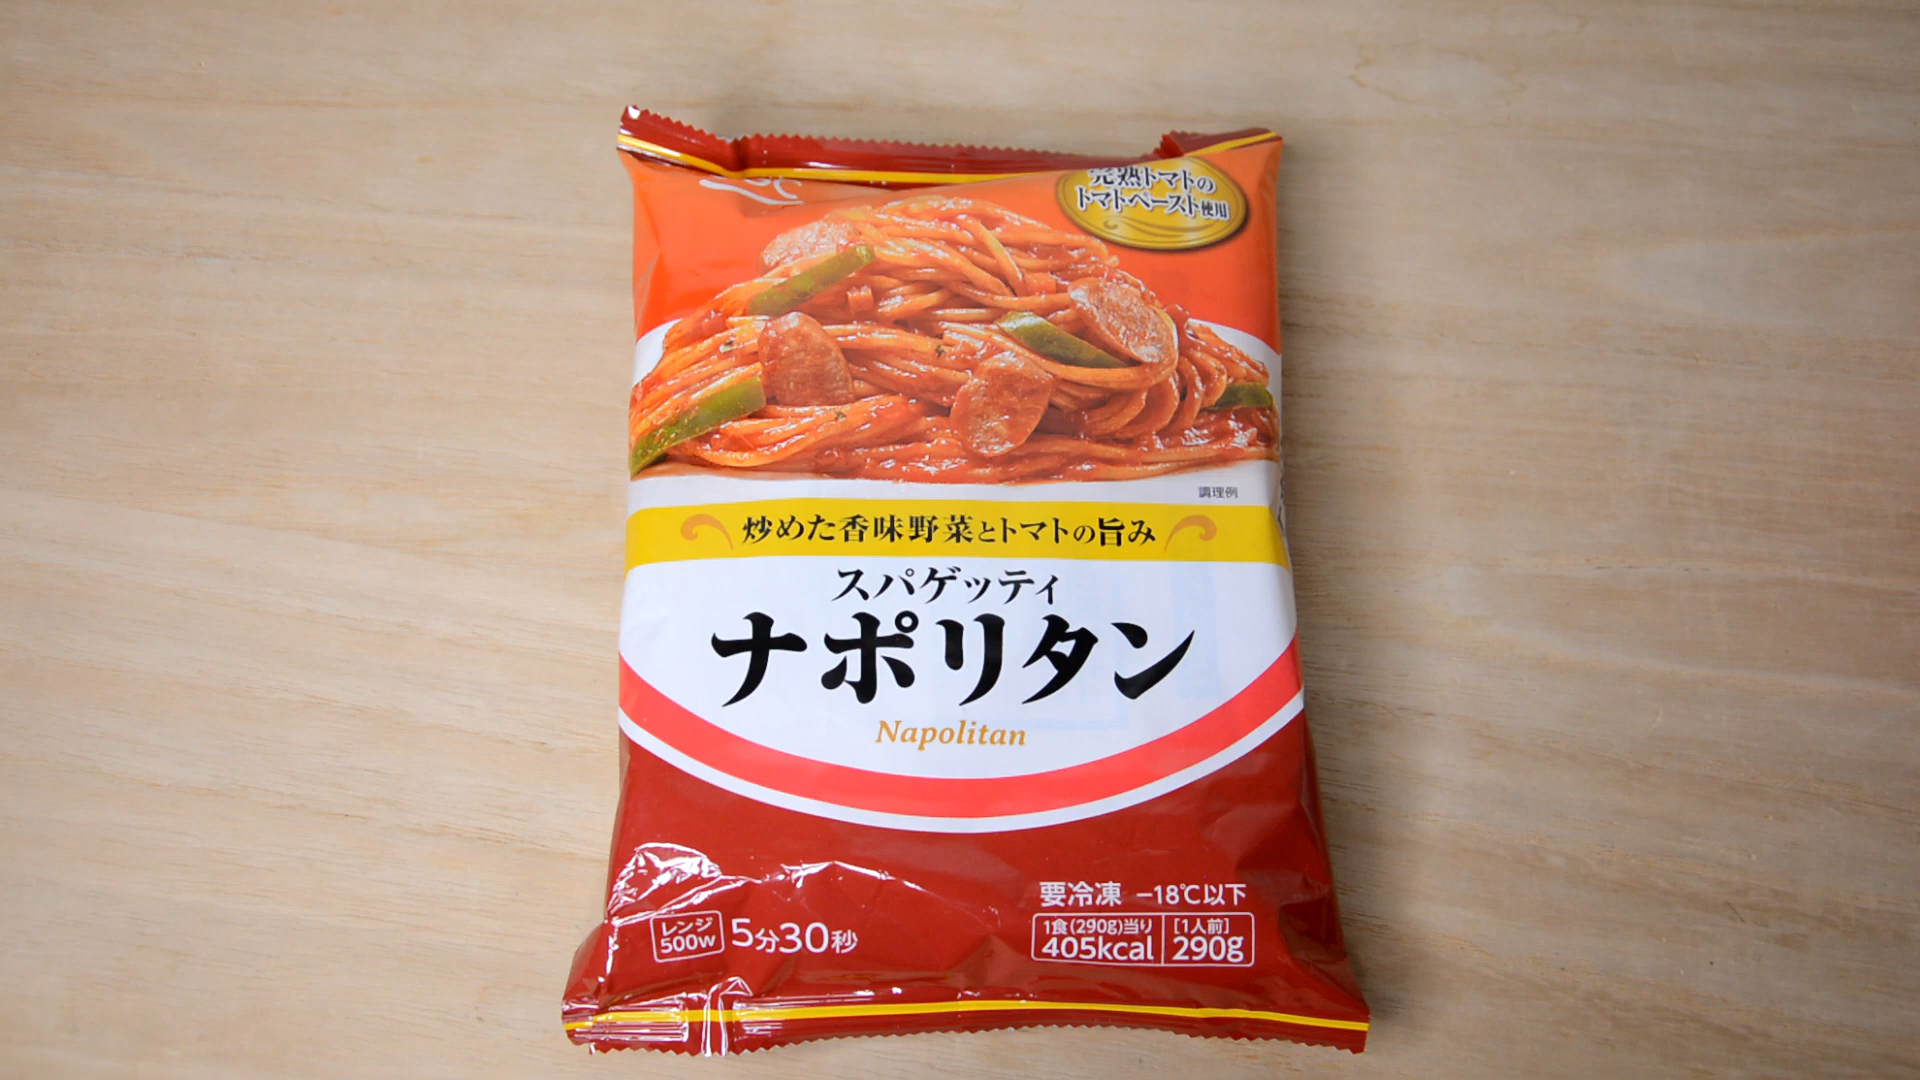 完熟トマトの
トマトペースト使用
調理例
炒めた香味野菜とトマトの旨み
スパゲッティ
ナポリタン
Napolitan
要冷凍 −18℃以下
レンジ
500w
5分30秒
1食(290g)当り
405kcal
[1人前]
290g